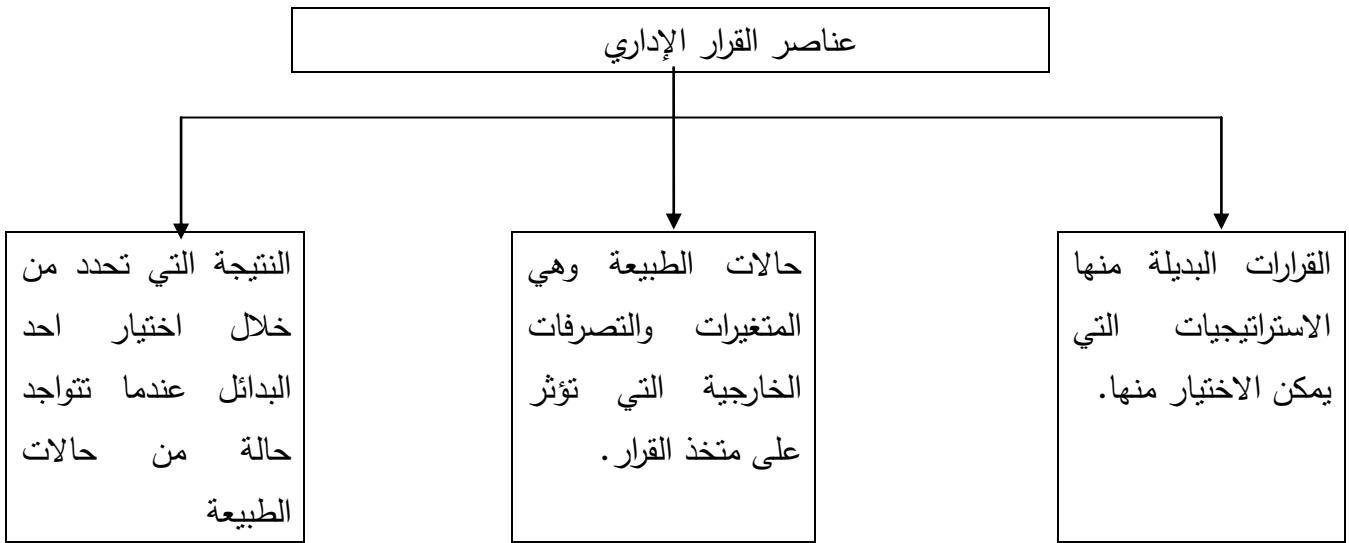 عناصر القرار الإداري
القرارات البديلة منها
الاستراتيجيات التي
يمكن الاختيار منها.
حالات الطبيعة وهي
المتغيرات والتصرفات
الخارجية التي تؤثر
على متخذ القرار.
النتيجة التي تحدد من
خلال اختيار احد
البدائل عندما تتواجد
حالة من حالات
الطبيعة